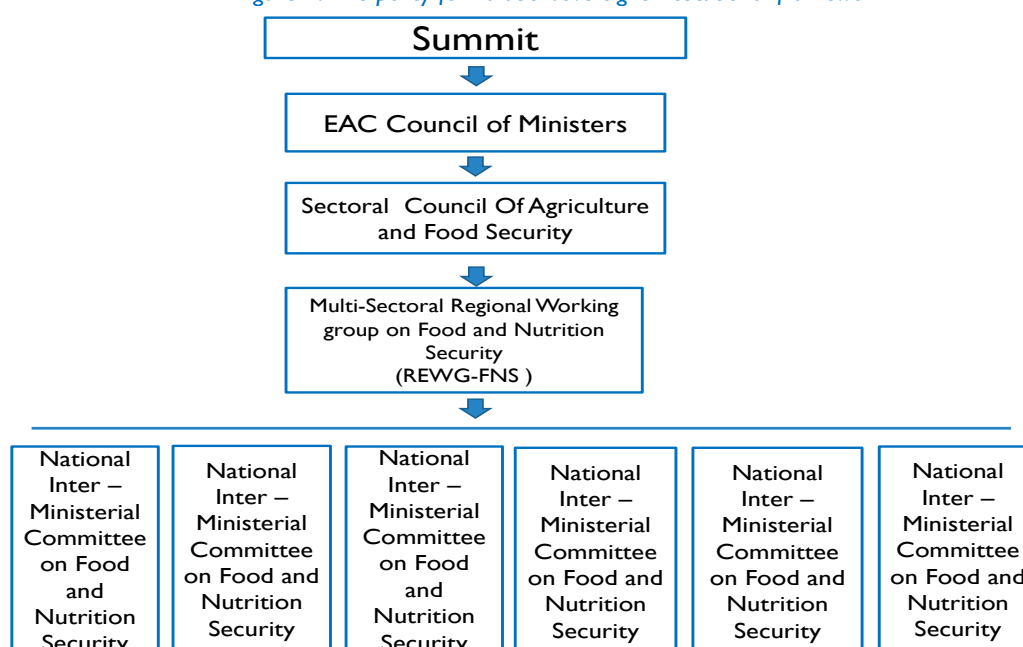 Summit
EAC Council of Ministers
Sectoral Council Of Agriculture
and Food Security
Multi-Sectoral Regional Working
group on Food and Nutrition
Security
(REWG-FNS )
National
Inter –
Ministerial
Committee
on Food
and
Nutrition
Security
National
Inter –
Ministerial
Committee
on Food and
Nutrition
Security
National
Inter –
Ministerial
Committee
on Food
and
Nutrition
Security
National
Inter –
Ministerial
Committee
on Food and
Nutrition
Security
National
Inter –
Ministerial
Committee
on Food and
Nutrition
Security
National
Inter –
Ministerial
Committee
on Food and
Nutrition
Security